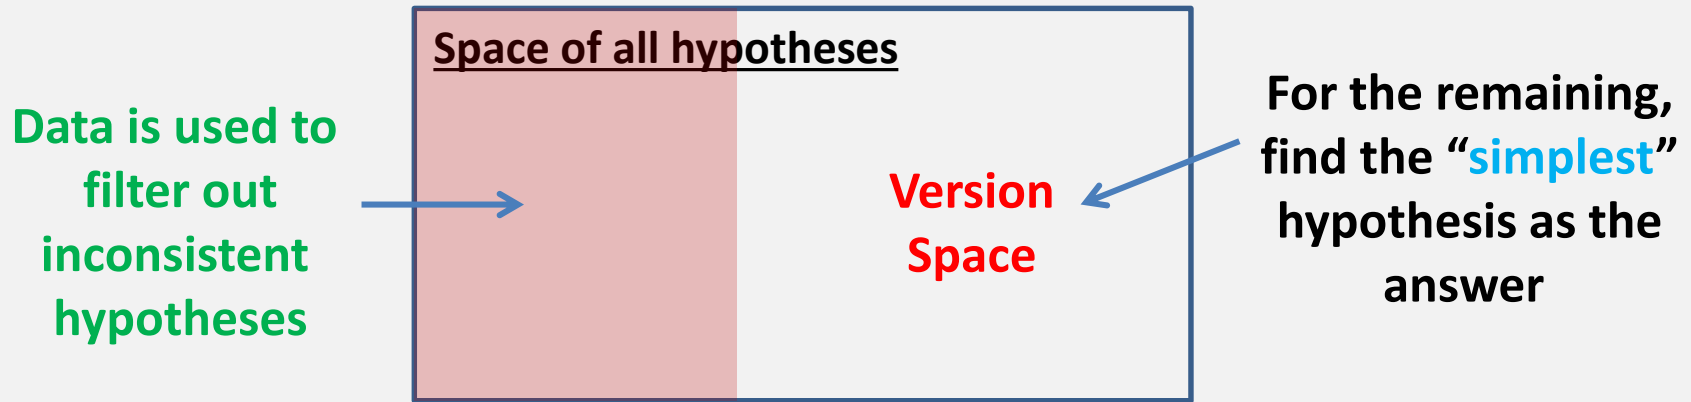 Space of all hypotheses
Data is used to
filter out
inconsistent
hypotheses
Version
Space
For the remaining,
find the “simplest”
hypothesis as the
answer